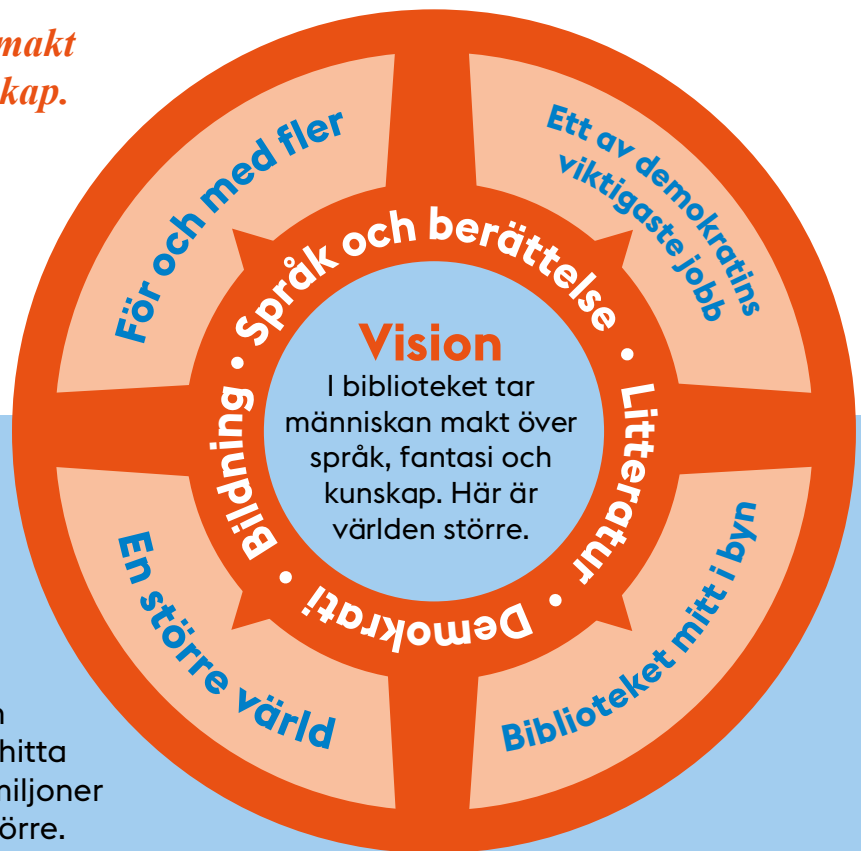 makt
kap.
För och med fler
Ett av demokratins
viktigaste jobb
Språk och berättelse • Litteratur • Demokrati • Bildning •
Vision
I biblioteket tar
människan makt över
språk, fantasi och
kunskap. Här är
världen större.
En större värld
Biblioteket mitt i byn
hitta
miljoner
örre.